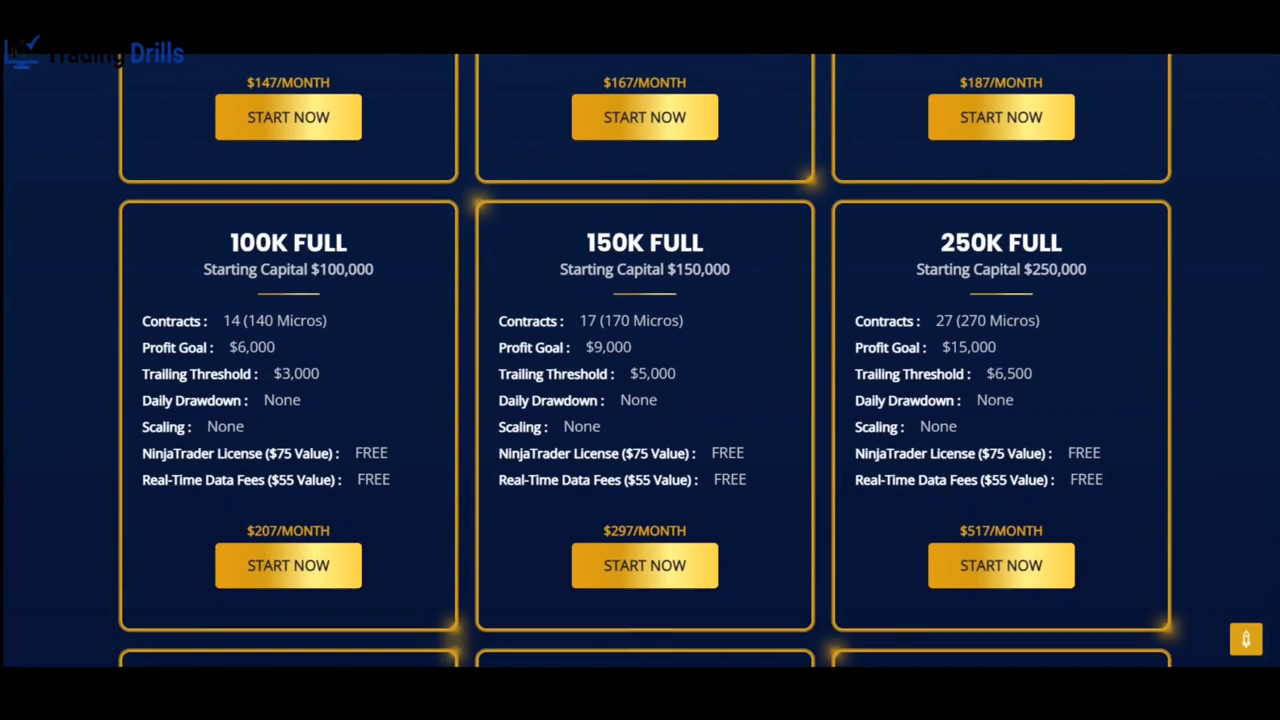 Trading Drills
$147/MONTH
START NOW
$167/MONTH
START NOW
$187/MONTH
START NOW
100K FULL
Starting Capital $100,000
Contracts : 14 (140 Micros)
Profit Goal : $6,000
Trailing Threshold : $3,000
Daily Drawdown : None
Scaling : None
NinjaTrader License ($75 Value) : FREE
Real-Time Data Fees ($55 Value) : FREE
$207/MONTH
START NOW
150K FULL
Starting Capital $150,000
Contracts : 17 (170 Micros)
Profit Goal : $9,000
Trailing Threshold : $5,000
Daily Drawdown : None
Scaling : None
NinjaTrader License ($75 Value) : FREE
Real-Time Data Fees ($55 Value) : FREE
$297/MONTH
START NOW
250K FULL
Starting Capital $250,000
Contracts : 27 (270 Micros)
Profit Goal : $15,000
Trailing Threshold : $6,500
Daily Drawdown : None
Scaling : None
NinjaTrader License ($75 Value) : FREE
Real-Time Data Fees ($55 Value) : FREE
$517/MONTH
START NOW